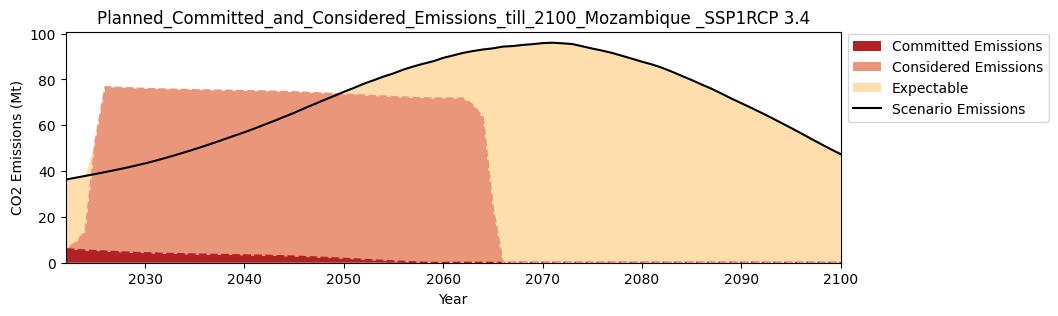 Planned_Committed_and_Considered_Emissions_till_2100_Mozambique _SSP1RCP 3.4
CO2 Emissions (Mt)
100
80
60
40
20
0
2030
2040
2050
2060
2070
2080
2090
2100
Year
Committed Emissions
Considered Emissions
Expectable
Scenario Emissions